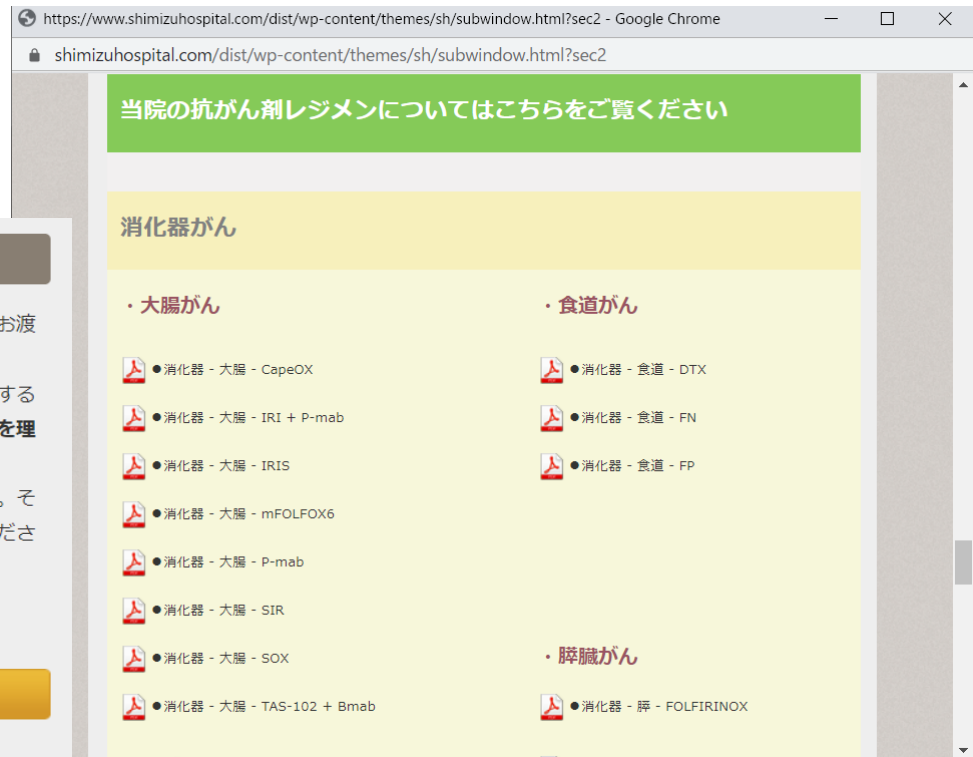 https://www.shimizuhospital.com/dist/wp-content/themes/sh/subwindow.html?sec2 - Google Chrome
shimizuhospital.com/dist/wp-content/themes/sh/subwindow.html?sec2
当院の抗がん剤レジメンについてはこちらをご覧ください
消化器がん
・大腸がん
●消化器 - 大腸 - CapeOX
●消化器 - 大腸 - IRI + P-mab
●消化器 - 大腸 - IRIS
●消化器 - 大腸 - mFOLFOX6
●消化器 - 大腸 - P-mab
●消化器 - 大腸 - SIR
●消化器 - 大腸 - SOX
●消化器 - 大腸 - TAS-102 + Bmab
・食道がん
●消化器 - 食道 - DTX
●消化器 - 食道 - FN
●消化器 - 食道 - FP
・膵臓がん
●消化器 - 膵 - FOLFIRINOX
お渡
する
を理
。そ
ださ